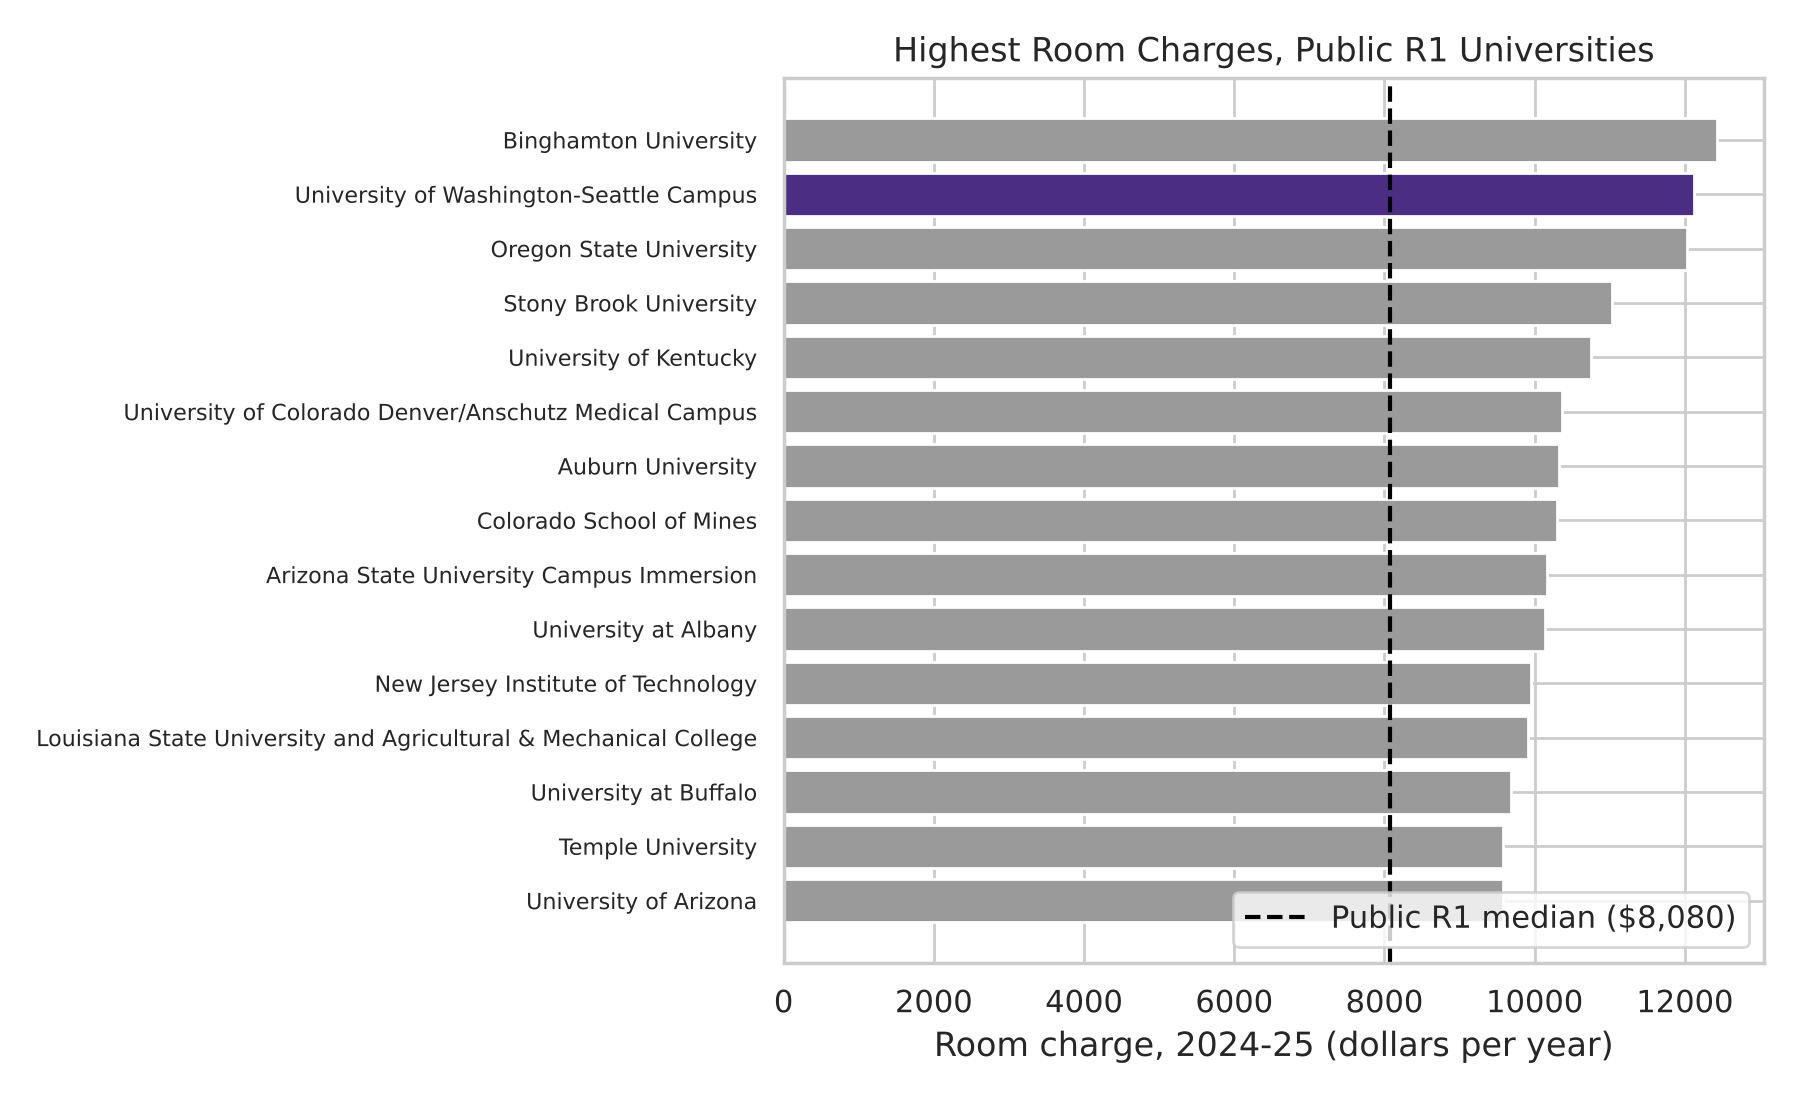 Highest Room Charges, Public R1 Universities
Binghamton University
University of Washington-Seattle Campus
Oregon State University
Stony Brook University
University of Kentucky
University of Colorado Denver/Anschutz Medical Campus
Auburn University
Colorado School of Mines
Arizona State University Campus Immersion
University at Albany
New Jersey Institute of Technology
Louisiana State University and Agricultural & Mechanical College
University at Buffalo
Temple University
University of Arizona
Public R1 median ($8,080)
0 2000 4000 6000 8000 10000 12000
Room charge, 2024-25 (dollars per year)